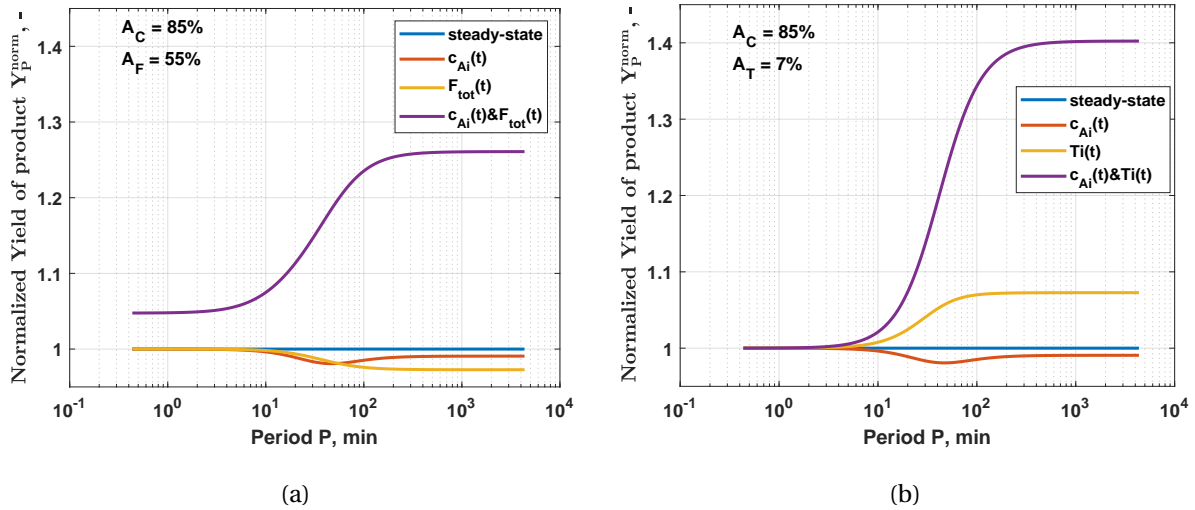 Normalized Yield of product Y_P^norm, -
A_C = 85%
A_F = 55%
steady-state
c_Ai(t)
F_tot(t)
c_Ai(t)&F_tot(t)
1.4
1.3
1.2
1.1
1
10^-1 10^0 10^1 10^2 10^3 10^4
Period P, min
(a)
Normalized Yield of product Y_P^norm, -
A_C = 85%
A_T = 7%
steady-state
c_Ai(t)
Ti(t)
c_Ai(t)&Ti(t)
1.4
1.3
1.2
1.1
1
10^-1 10^0 10^1 10^2 10^3 10^4
Period P, min
(b)